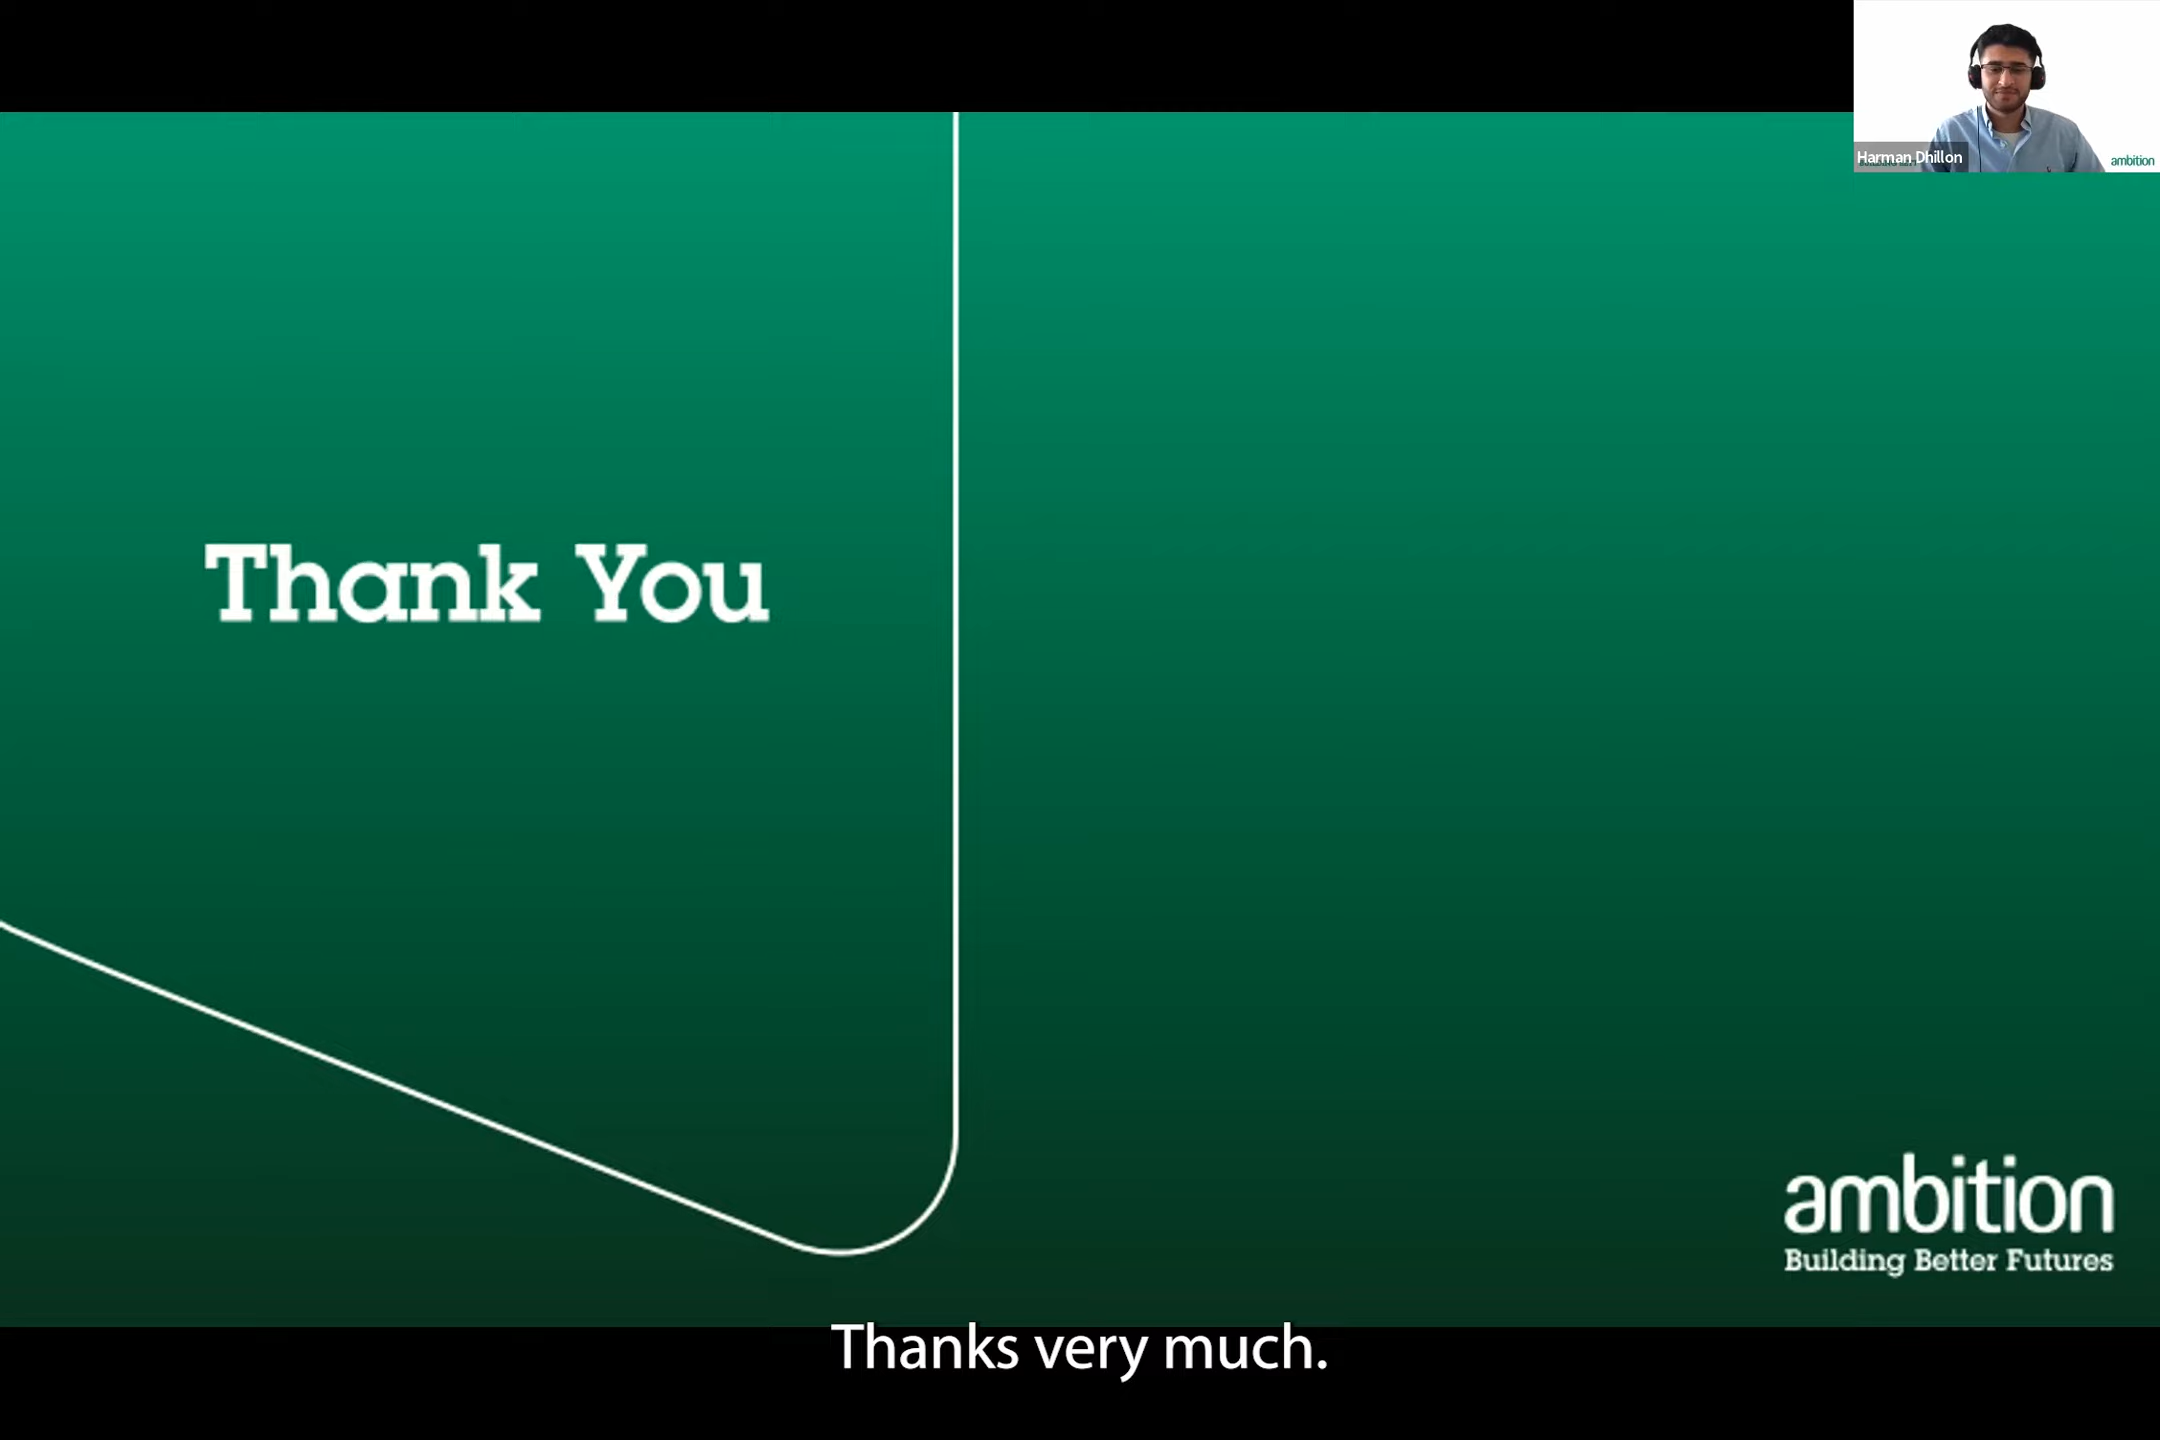 Harman Dhillon
ambition
Thank You
ambition
Building Better Futures
Thanks very much.